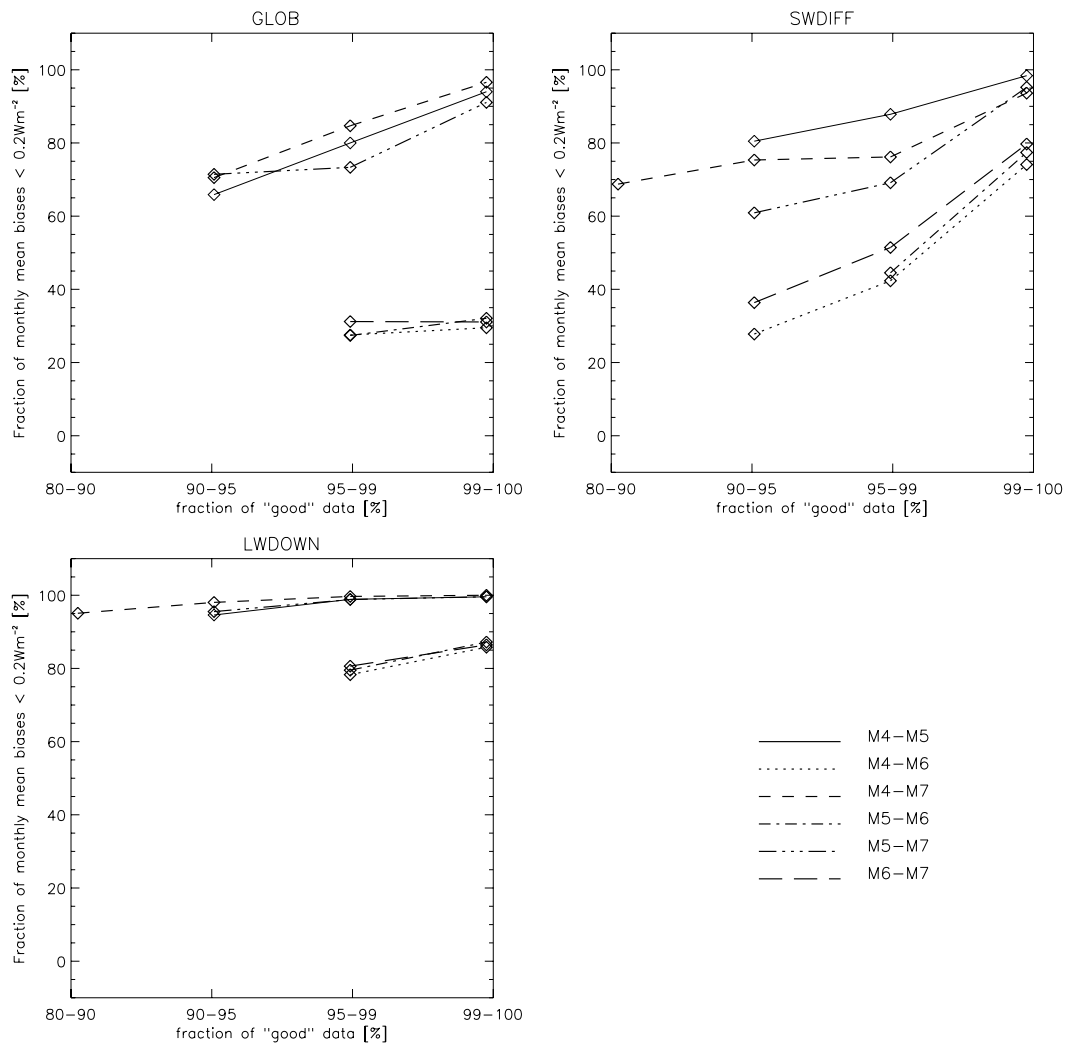 GLOB
Fraction of monthly mean biases < 0.2Wm⁻² [%]
100
80
60
40
20
0
80−90
90−95
95−99
99−100
fraction of "good" data [%]
SWDIFF
Fraction of monthly mean biases < 0.2Wm⁻² [%]
100
80
60
40
20
0
80−90
90−95
95−99
99−100
fraction of "good" data [%]
LWDOWN
Fraction of monthly mean biases < 0.2Wm⁻² [%]
100
80
60
40
20
0
80−90
90−95
95−99
99−100
fraction of "good" data [%]
M4−M5
M4−M6
M4−M7
M5−M6
M5−M7
M6−M7